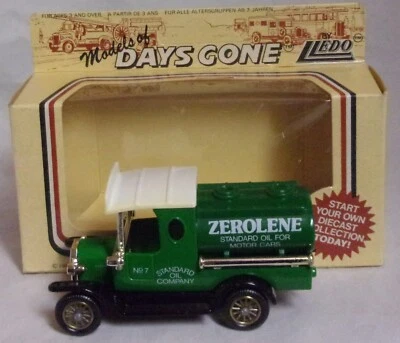 FOR AGES 3 AND OVER / A PARTIR DE 3 ANS / FUR ALLE ALTERSGRUPPEN AB 3 JAHREN
Models of
DAYS GONE
BY
LLEDO
START
YOUR OWN
DIECAST
COLLECTION
TODAY!
ZEROLENE
STANDARD OIL FOR
MOTOR CARS
Nº 7
STANDARD
OIL
COMPANY